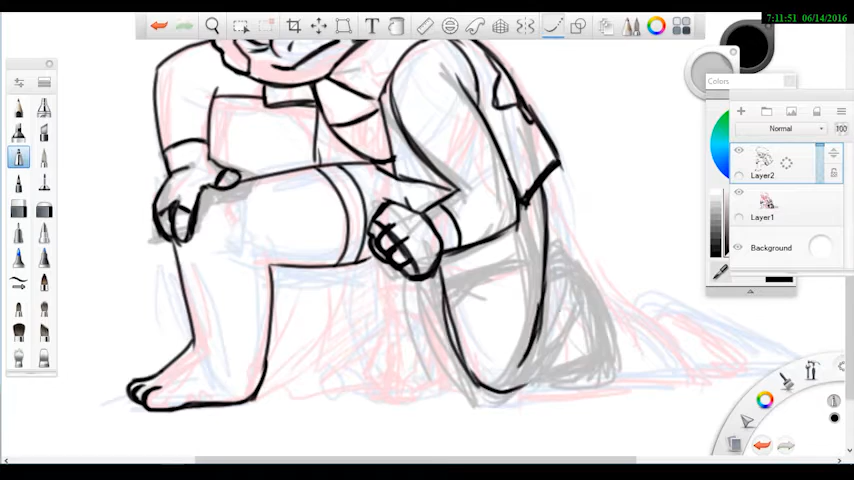 7:11:51 06/14/2016
T
Colors
Normal
100
Layer2
Layer1
Background